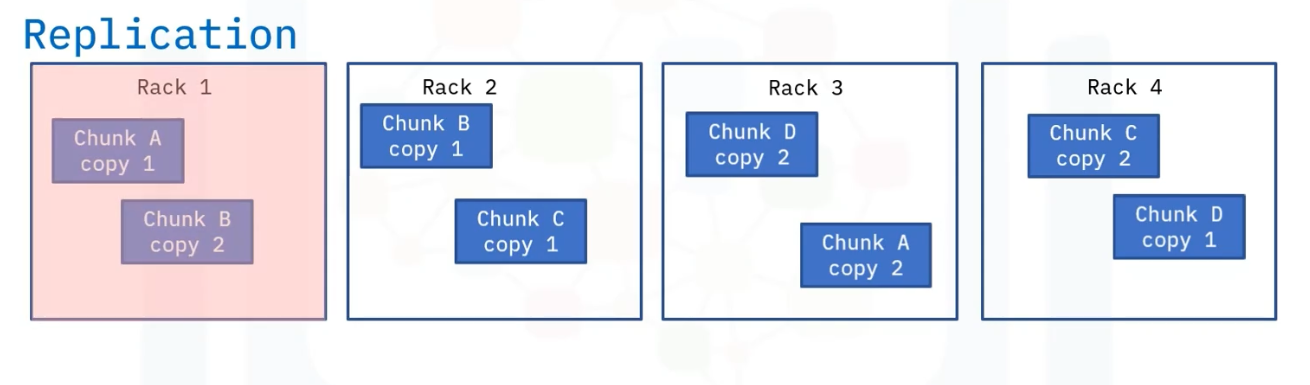 Replication
Rack 1
Chunk A
copy 1
Chunk B
copy 2
Rack 2
Chunk B
copy 1
Chunk C
copy 1
Rack 3
Chunk D
copy 2
Chunk A
copy 2
Rack 4
Chunk C
copy 2
Chunk D
copy 1